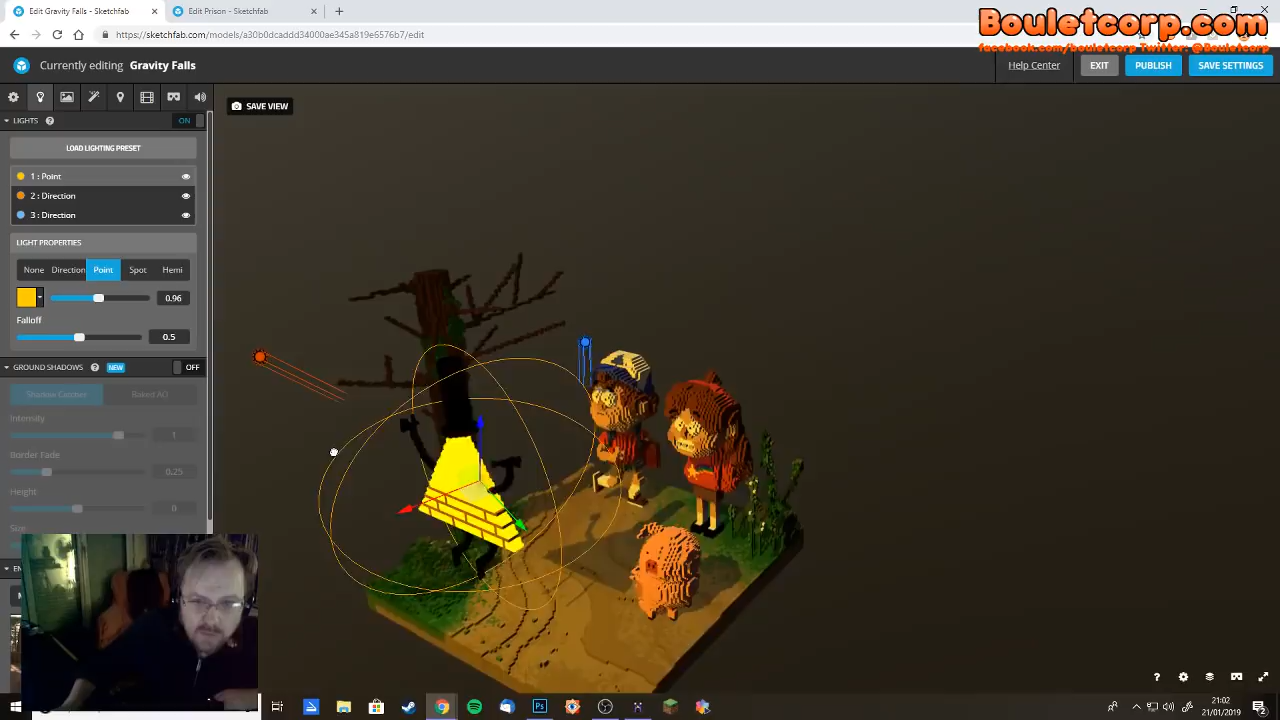 Edit Gravity Falls - Sketchfab
Edit Prison - Sketchfab
https://sketchfab.com/models/a30b0dcab3d34000ae345a819e6576b7/edit
Bouletcorp.com
facebook.com/bouletcorp Twitter: @Bouletcorp
Currently editing Gravity Falls
Help Center
EXIT
PUBLISH
SAVE SETTINGS
LIGHTS
ON
SAVE VIEW
LOAD LIGHTING PRESET
1 : Point
2 : Direction
3 : Direction
LIGHT PROPERTIES
None Direction Point Spot Hemi
0.96
Falloff
0.5
GROUND SHADOWS NEW OFF
Shadow Catcher Baked AO
Intensity
1
Border Fade
0.25
Height
0
Size
EN
21:02
21/01/2019